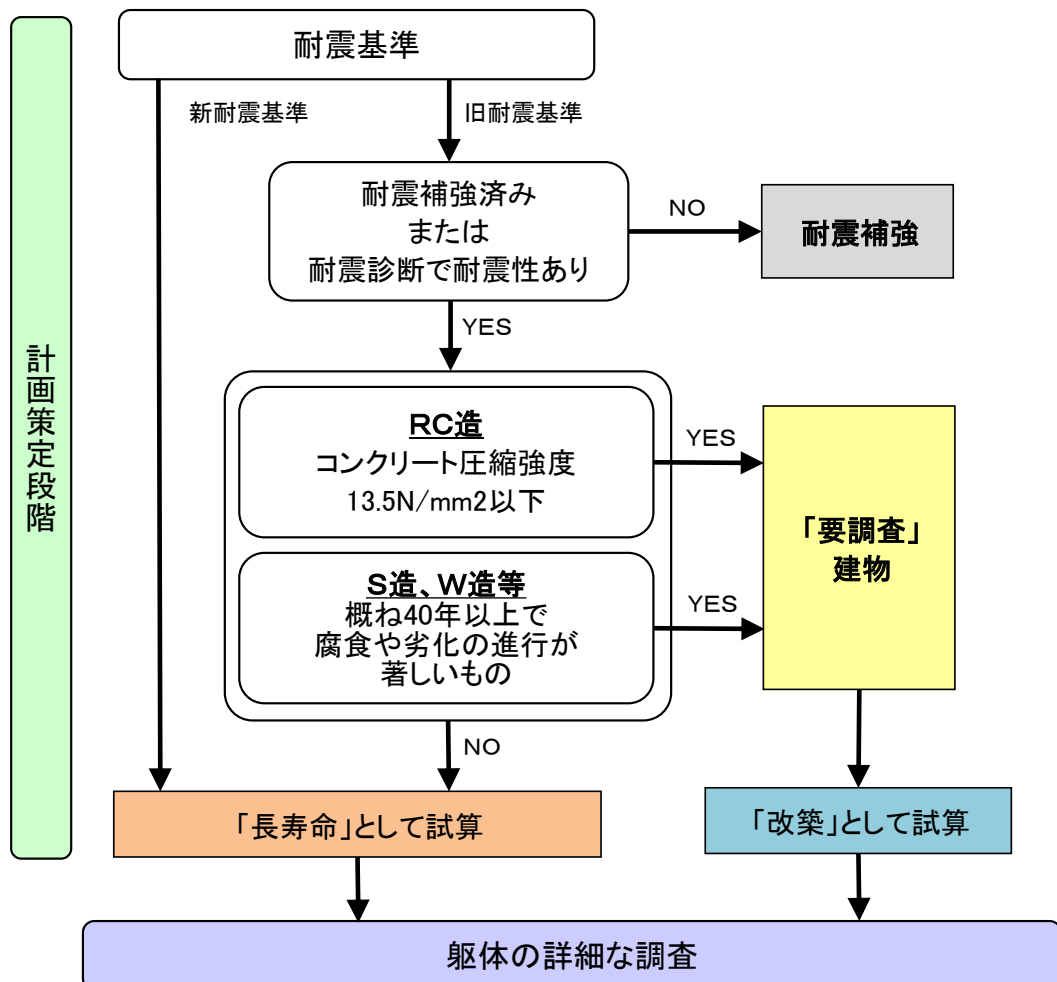 耐震基準
新耐震基準
旧耐震基準
耐震補強済み
または
耐震診断で耐震性あり
NO
耐震補強
YES
計画策定段階
RC造
コンクリート圧縮強度
13.5N/mm2以下
YES
S造、W造等
概ね40年以上で
腐食や劣化の進行が
著しいもの
YES
「要調査」
建物
NO
「長寿命」として試算
「改築」として試算
躯体の詳細な調査